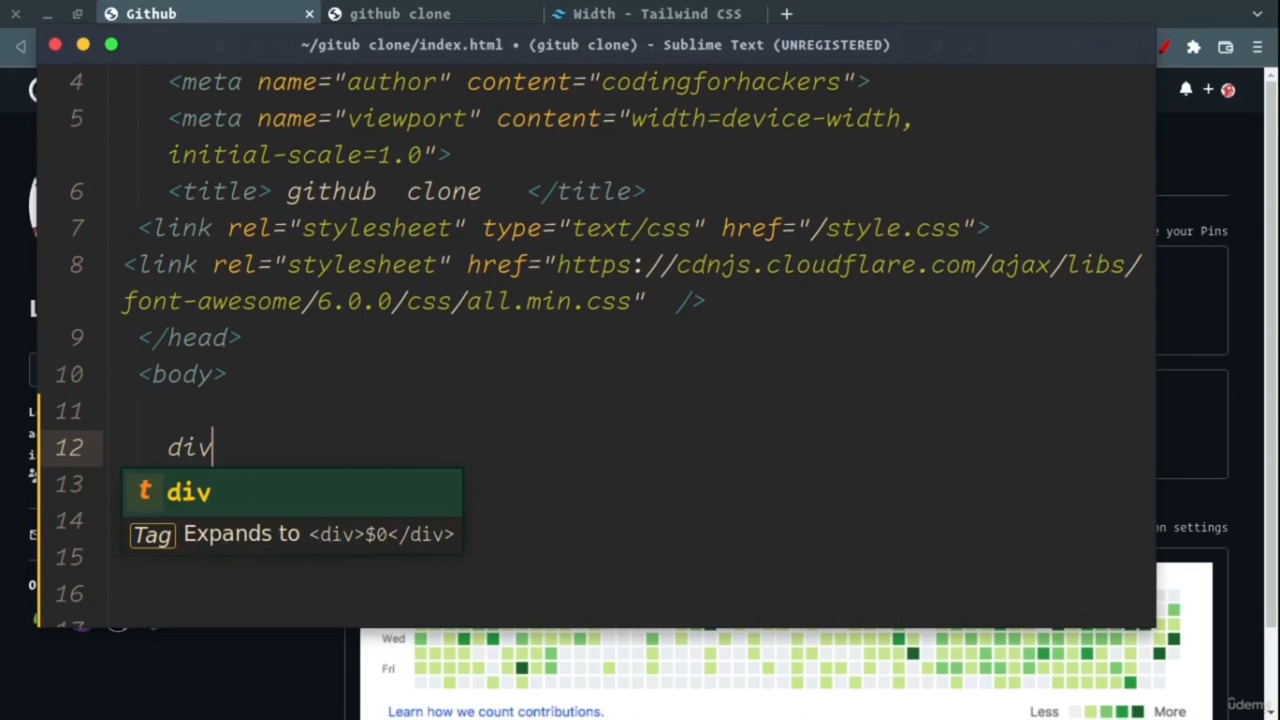 Github
github clone
Width - Tailwind CSS
~/gitub clone/index.html • (gitub clone) - Sublime Text (UNREGISTERED)
4 <meta name="author" content="codingforhackers">
5 <meta name="viewport" content="width=device-width,
initial-scale=1.0">
6 <title> github clone </title>
7 <link rel="stylesheet" type="text/css" href="/style.css">
8 <link rel="stylesheet" href="https://cdnjs.cloudflare.com/ajax/libs/
font-awesome/6.0.0/css/all.min.css" />
9 </head>
10 <body>
11
12 div
13
14
15
16
17
t div
Tag Expands to <div>$0</div>
e your Pins
on settings
Wed
Fri
Learn how we count contributions.
Less
More
ûdemy